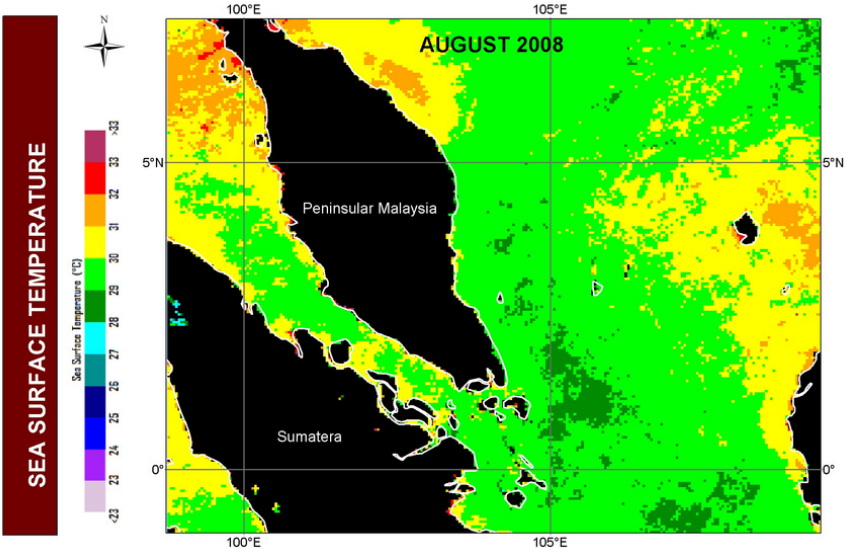 100°E
105°E
N
AUGUST 2008
SEA SURFACE TEMPERATURE
Sea Surface Temperature (°C)
>33
33
32
31
30
29
28
27
26
25
24
23
<23
5°N
5°N
Peninsular Malaysia
Sumatera
0°
0°
100°E
105°E